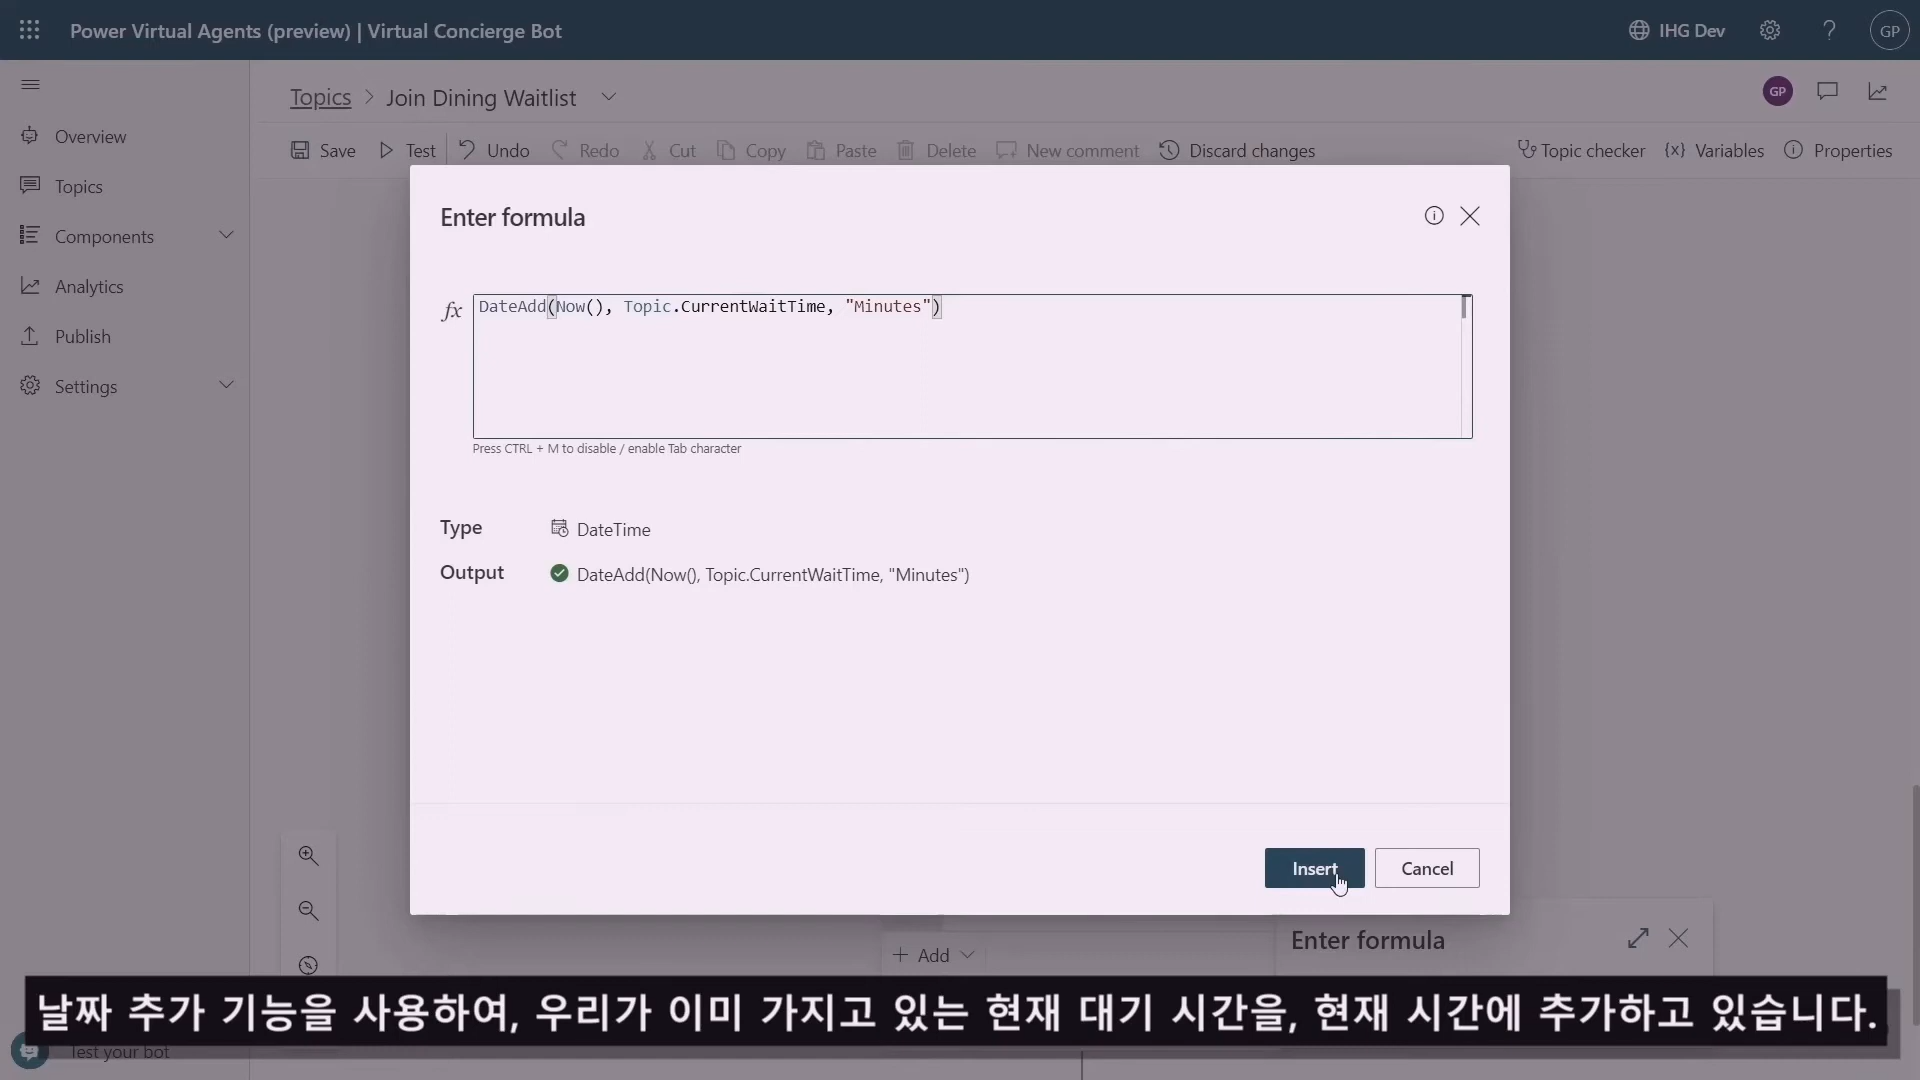 Power Virtual Agents (preview) | Virtual Concierge Bot
IHG Dev
?
GP
Topics > Join Dining Waitlist
GP
Overview
Topics
Components
Analytics
Publish
Settings
Save Test Undo Redo Cut Copy Paste Delete New comment Discard changes
Topic checker {x} Variables Properties
Enter formula
fx DateAdd(Now(), Topic.CurrentWaitTime, "Minutes")
Press CTRL + M to disable / enable Tab character
Type DateTime
Output DateAdd(Now(), Topic.CurrentWaitTime, "Minutes")
Insert Cancel
+ Add
Enter formula
날짜 추가 기능을 사용하여, 우리가 이미 가지고 있는 현재 대기 시간을, 현재 시간에 추가하고 있습니다.
Test your bot